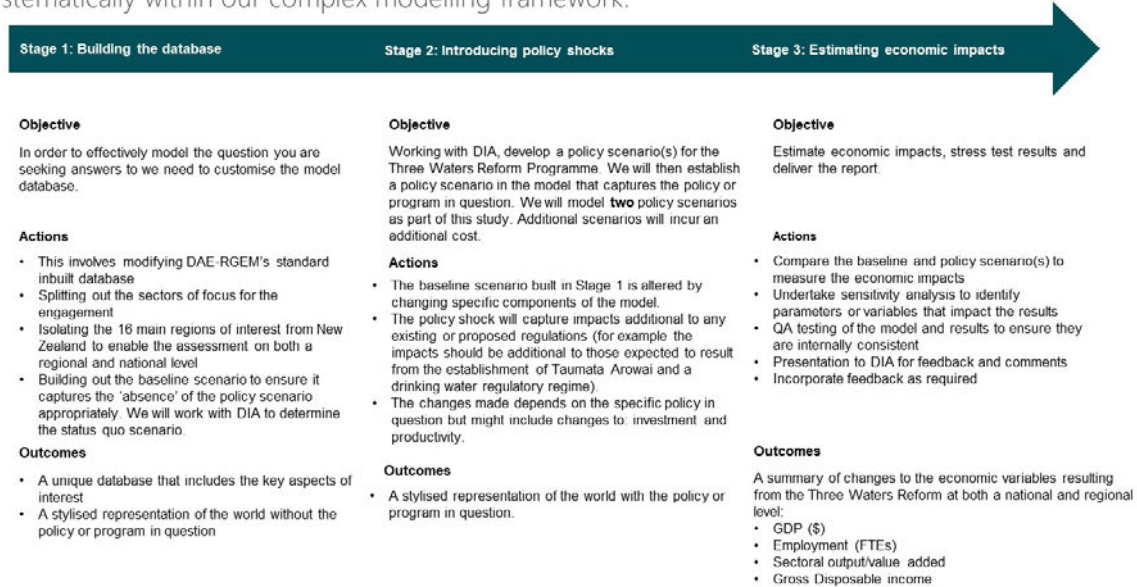 stematically within our complex modelling framework.
Stage 1: Building the database
Stage 2: Introducing policy shocks
Stage 3: Estimating economic impacts
Objective
In order to effectively model the question you are
seeking answers to we need to customise the model
database.
Actions
• This involves modifying DAE-RGEM's standard
inbuilt database
• Splitting out the sectors of focus for the
engagement
• Isolating the 16 main regions of interest from New
Zealand to enable the assessment on both a
regional and national level
• Building out the baseline scenario to ensure it
captures the 'absence' of the policy scenario
appropriately. We will work with DIA to determine
the status quo scenario.
Outcomes
• A unique database that includes the key aspects of
interest
• A stylised representation of the world without the
policy or program in question
Objective
Working with DIA, develop a policy scenario(s) for the
Three Waters Reform Programme. We will then establish
a policy scenario in the model that captures the policy or
program in question. We will model two policy scenarios
as part of this study. Additional scenarios will incur an
additional cost.
Actions
• The baseline scenario built in Stage 1 is altered by
changing specific components of the model.
• The policy shock will capture impacts additional to any
existing or proposed regulations (for example the
impacts should be additional to those expected to result
from the establishment of Taumata Arowai and a
drinking water regulatory regime).
• The changes made depends on the specific policy in
question but might include changes to: investment and
productivity.
Outcomes
• A stylised representation of the world with the policy or
program in question.
Objective
Estimate economic impacts, stress test results and
deliver the report.
Actions
• Compare the baseline and policy scenario(s) to
measure the economic impacts
• Undertake sensitivity analysis to identify
parameters or variables that impact the results
• QA testing of the model and results to ensure they
are internally consistent
• Presentation to DIA for feedback and comments
• Incorporate feedback as required
Outcomes
A summary of changes to the economic variables resulting
from the Three Waters Reform at both a national and regional
level:
• GDP ($)
• Employment (FTEs)
• Sectoral output/value added
• Gross Disposable income